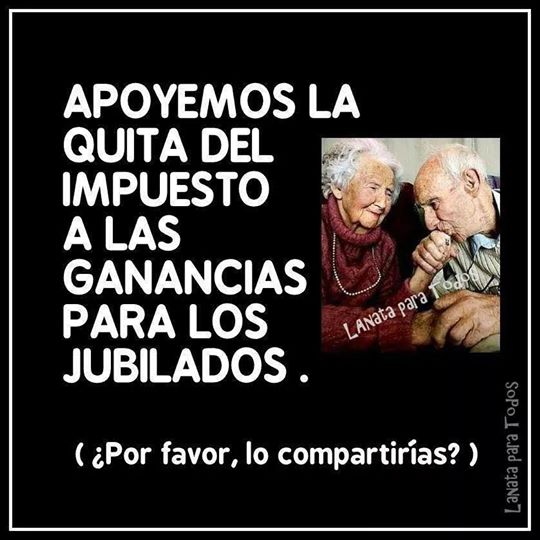 APOYEMOS LA
QUITA DEL
IMPUESTO
A LAS
GANANCIAS
PARA LOS
JUBILADOS .
Lanata para Todos
( ¿Por favor, lo compartirías? )
Lanata para Todos